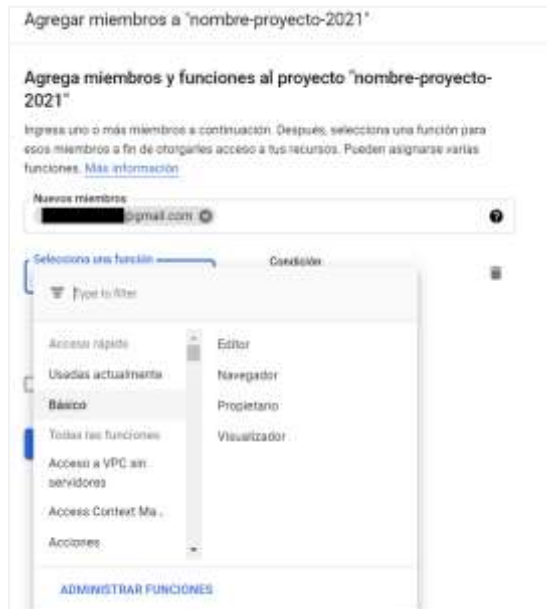 Agregar miembros a "nombre-proyecto-2021"
Agrega miembros y funciones al proyecto "nombre-proyecto-
2021"
Ingresa uno o más miembros a continuación. Después, selecciona una función para
esos miembros a fin de otorgarles acceso a tus recursos. Pueden asignarse varias
funciones. Más información
Nuevos miembros
@gmail.com
Selecciona una función
Condición
Type to filter
Acceso rápido
Usadas actualmente
Básico
Todas las funciones
Acceso a VPC sin
servidores
Access Context Ma...
Acciones
Editor
Navegador
Propietario
Visualizador
ADMINISTRAR FUNCIONES